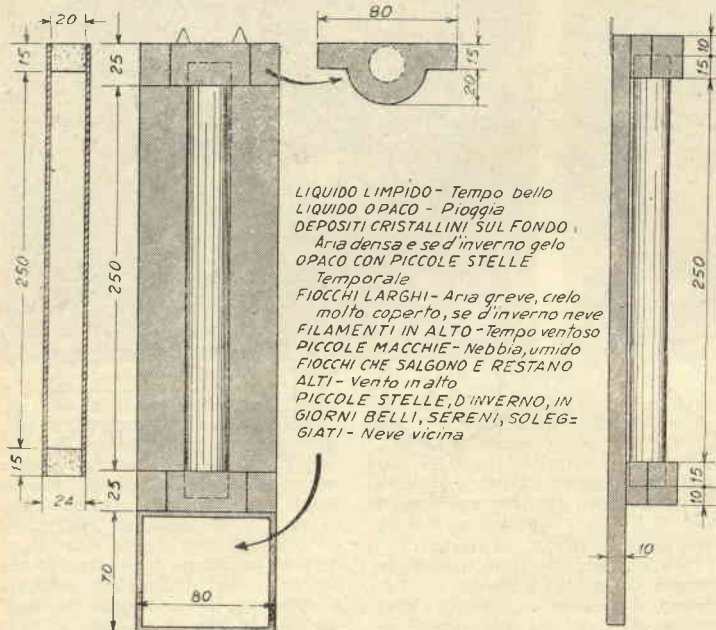 20
15
250
15
24
25
250
25
70
80
80
15
20
LIQUIDO LIMPIDO - Tempo bello
LIQUIDO OPACO - Pioggia
DEPOSITI CRISTALLINI SUL FONDO
Aria densa e se d'inverno gelo
OPACO CON PICCOLE STELLE
Temporale
FIOCCHI LARGHI - Aria greve, cielo
molto coperto, se d'inverno neve
FILAMENTI IN ALTO - Tempo ventoso
PICCOLE MACCHIE - Nebbia, umido
FIOCCHI CHE SALGONO E RESTANO
ALTI - Vento in alto
PICCOLE STELLE, D'INVERNO, IN
GIORNI BELLI, SERENI, SOLEG=
GIATI - Neve vicina
10
15
250
15
10
10